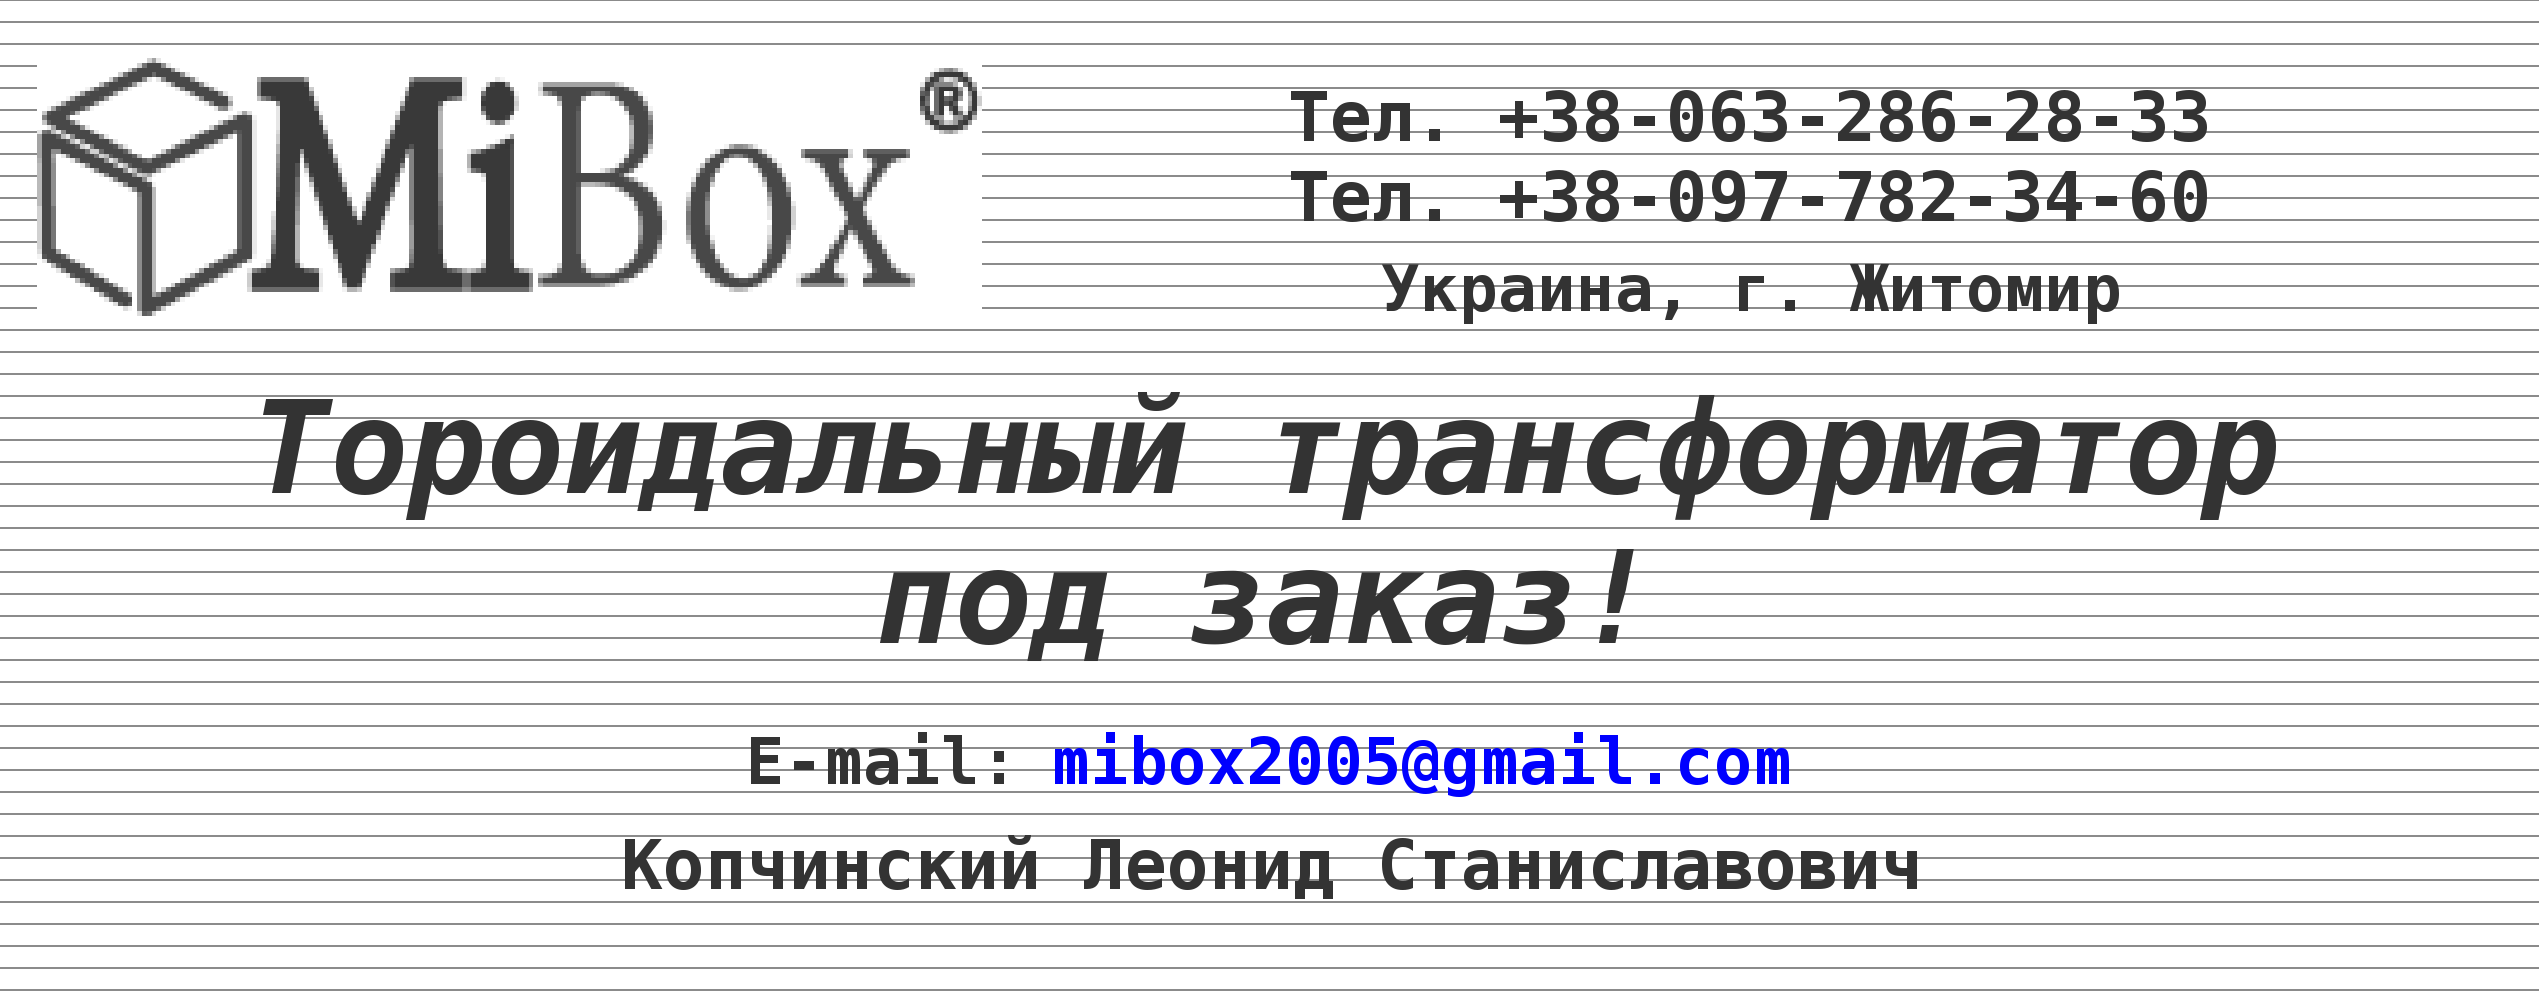 MiBox®
Тел. +38-063-286-28-33
Тел. +38-097-782-34-60
Украина, г. Житомир
Тороидальный трансформатор
под заказ!
E-mail: mibox2005@gmail.com
Копчинский Леонид Станиславович